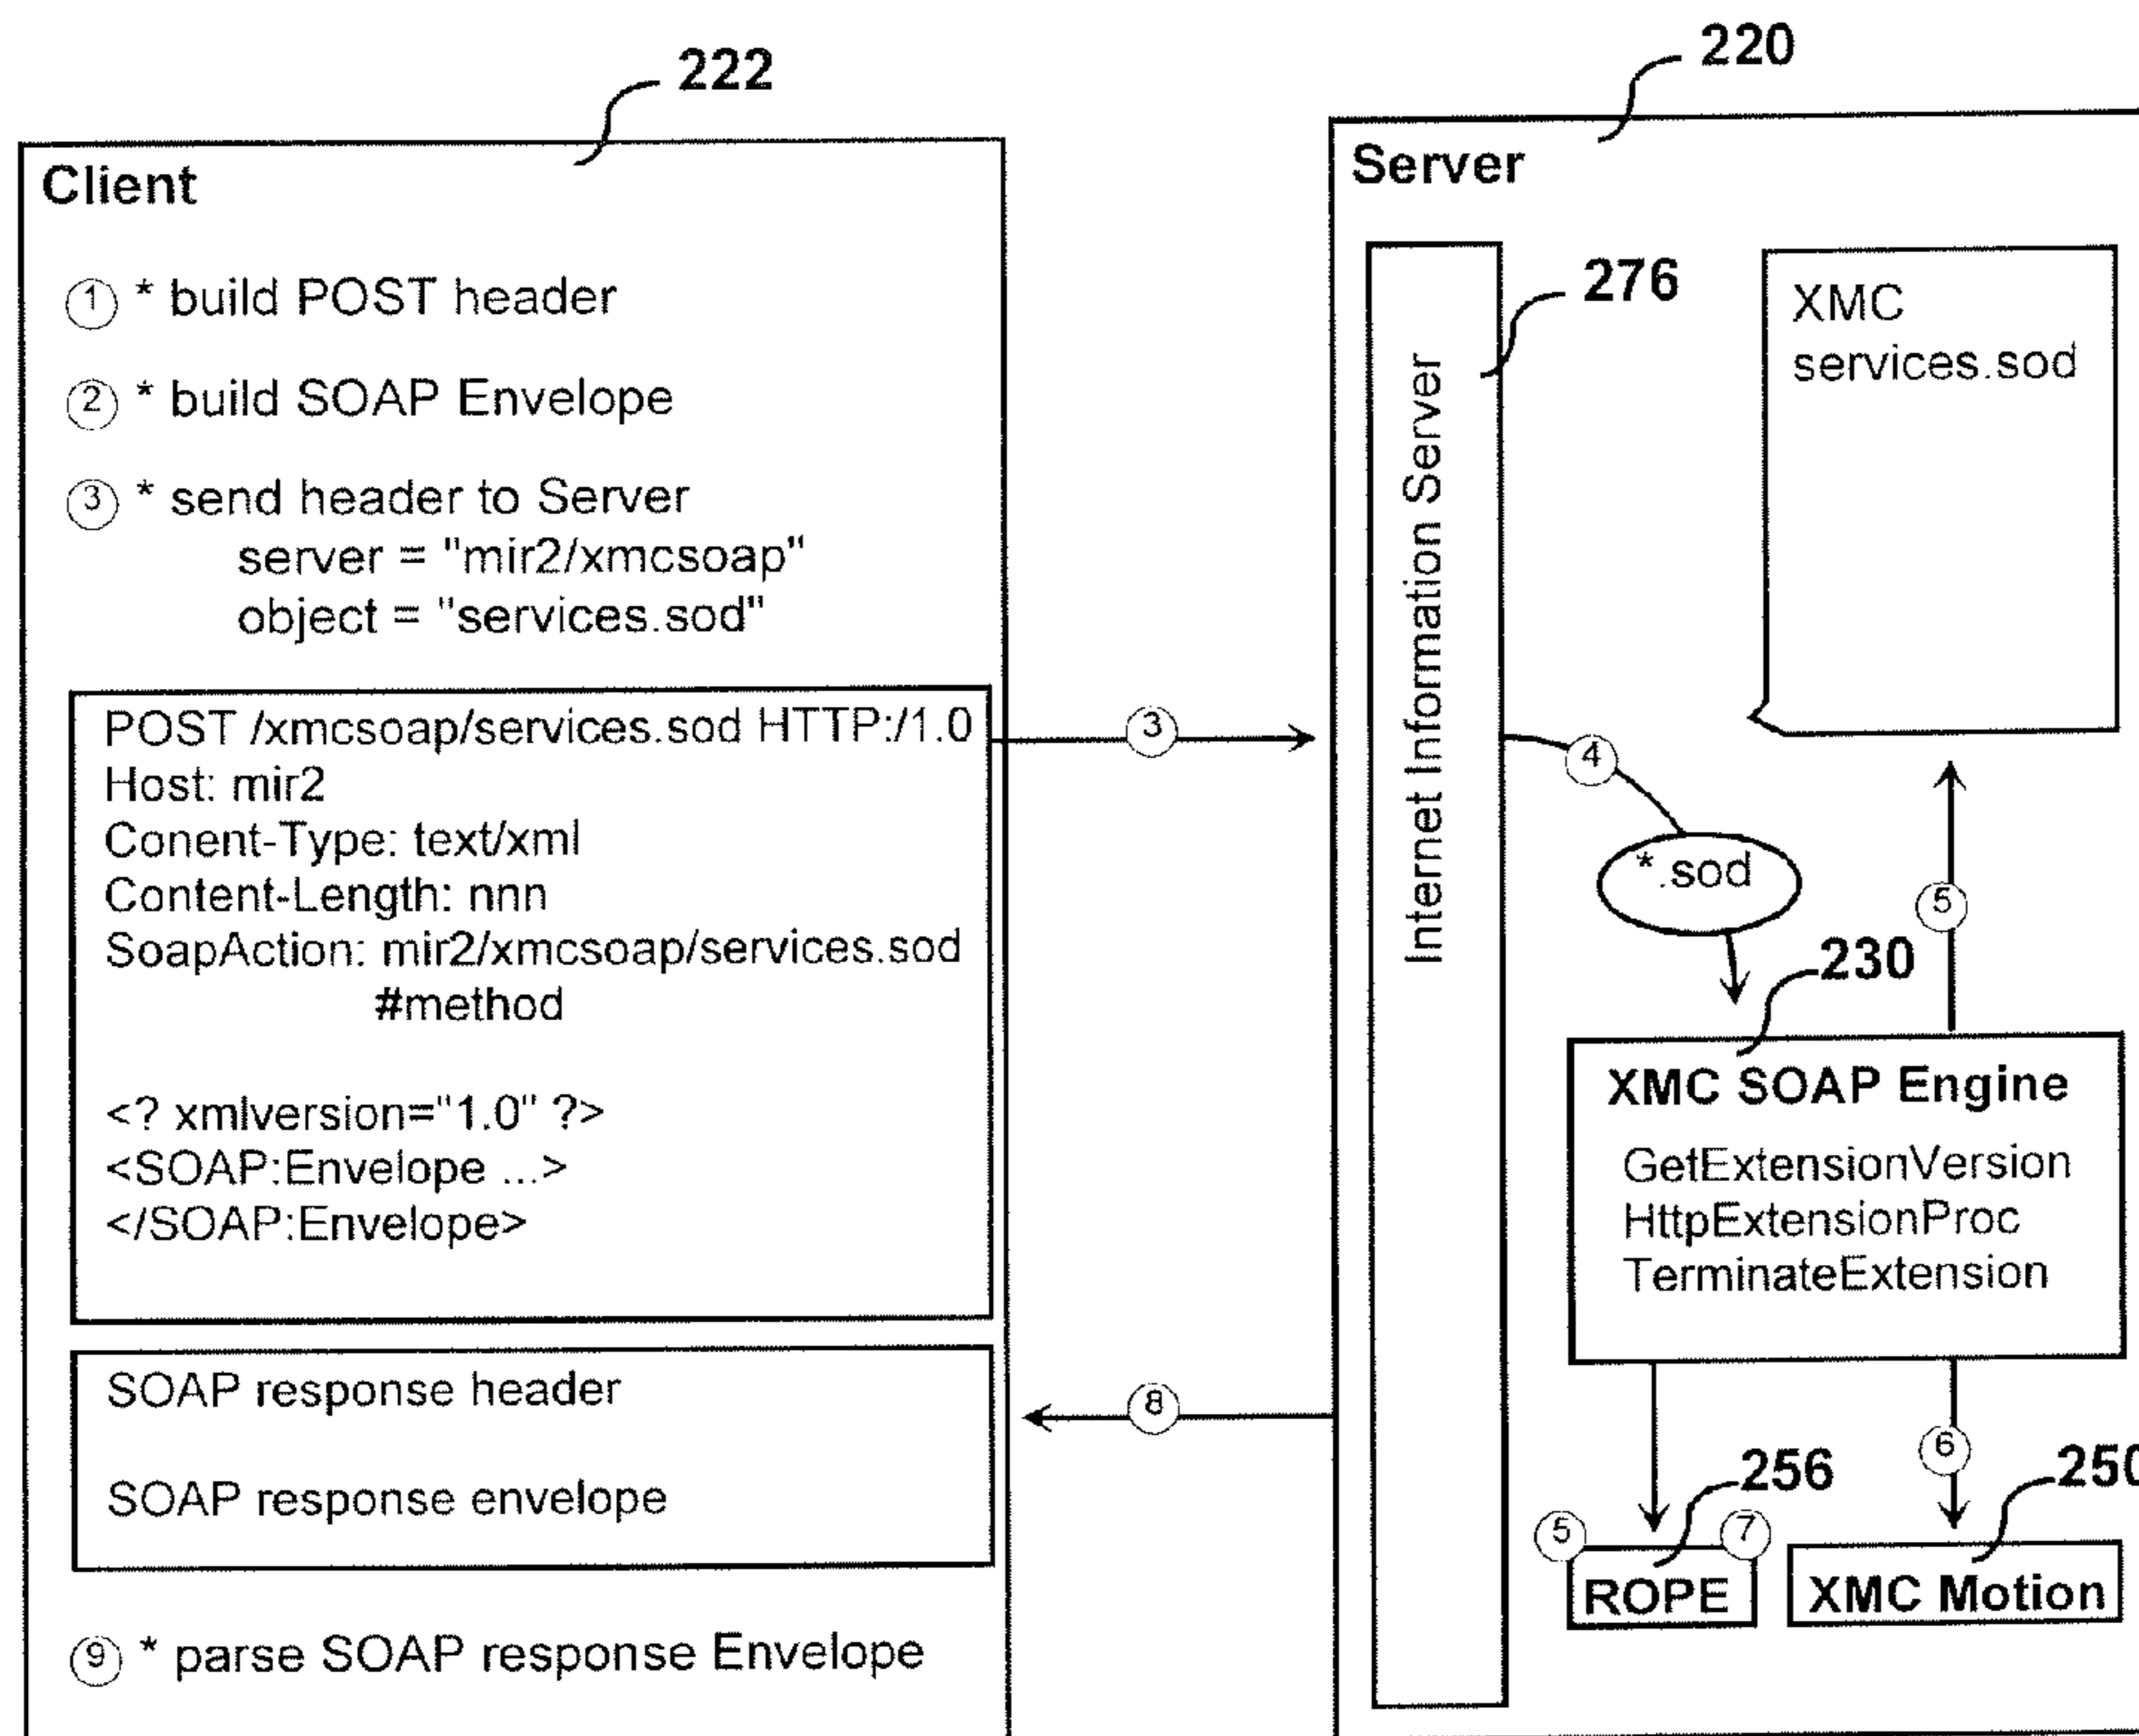 222
220
Client
① * build POST header
② * build SOAP Envelope
③ * send header to Server
server = "mir2/xmcsoap"
object = "services.sod"
POST /xmcsoap/services.sod HTTP:/1.0
Host: mir2
Conent-Type: text/xml
Content-Length: nnn
SoapAction: mir2/xmcsoap/services.sod
#method
<? xmlversion="1.0" ?>
<SOAP:Envelope ...>
</SOAP:Envelope>
SOAP response header
SOAP response envelope
⑨ * parse SOAP response Envelope
③
⑧
Server
276
Internet Information Server
XMC
services.sod
④
*.sod
⑤
230
XMC SOAP Engine
GetExtensionVersion
HttpExtensionProc
TerminateExtension
⑥
256
250
⑤
⑦
ROPE
XMC Motion